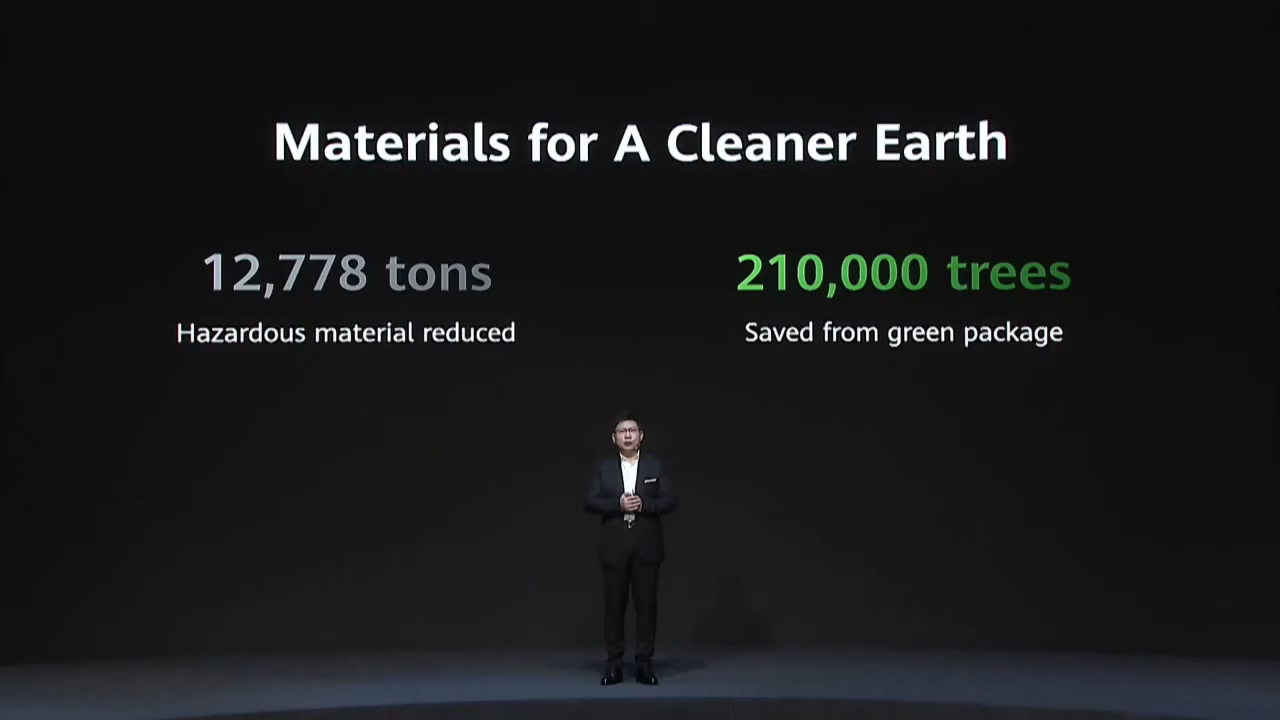 Materials for A Cleaner Earth
12,778 tons
210,000 trees
Hazardous material reduced
Saved from green package